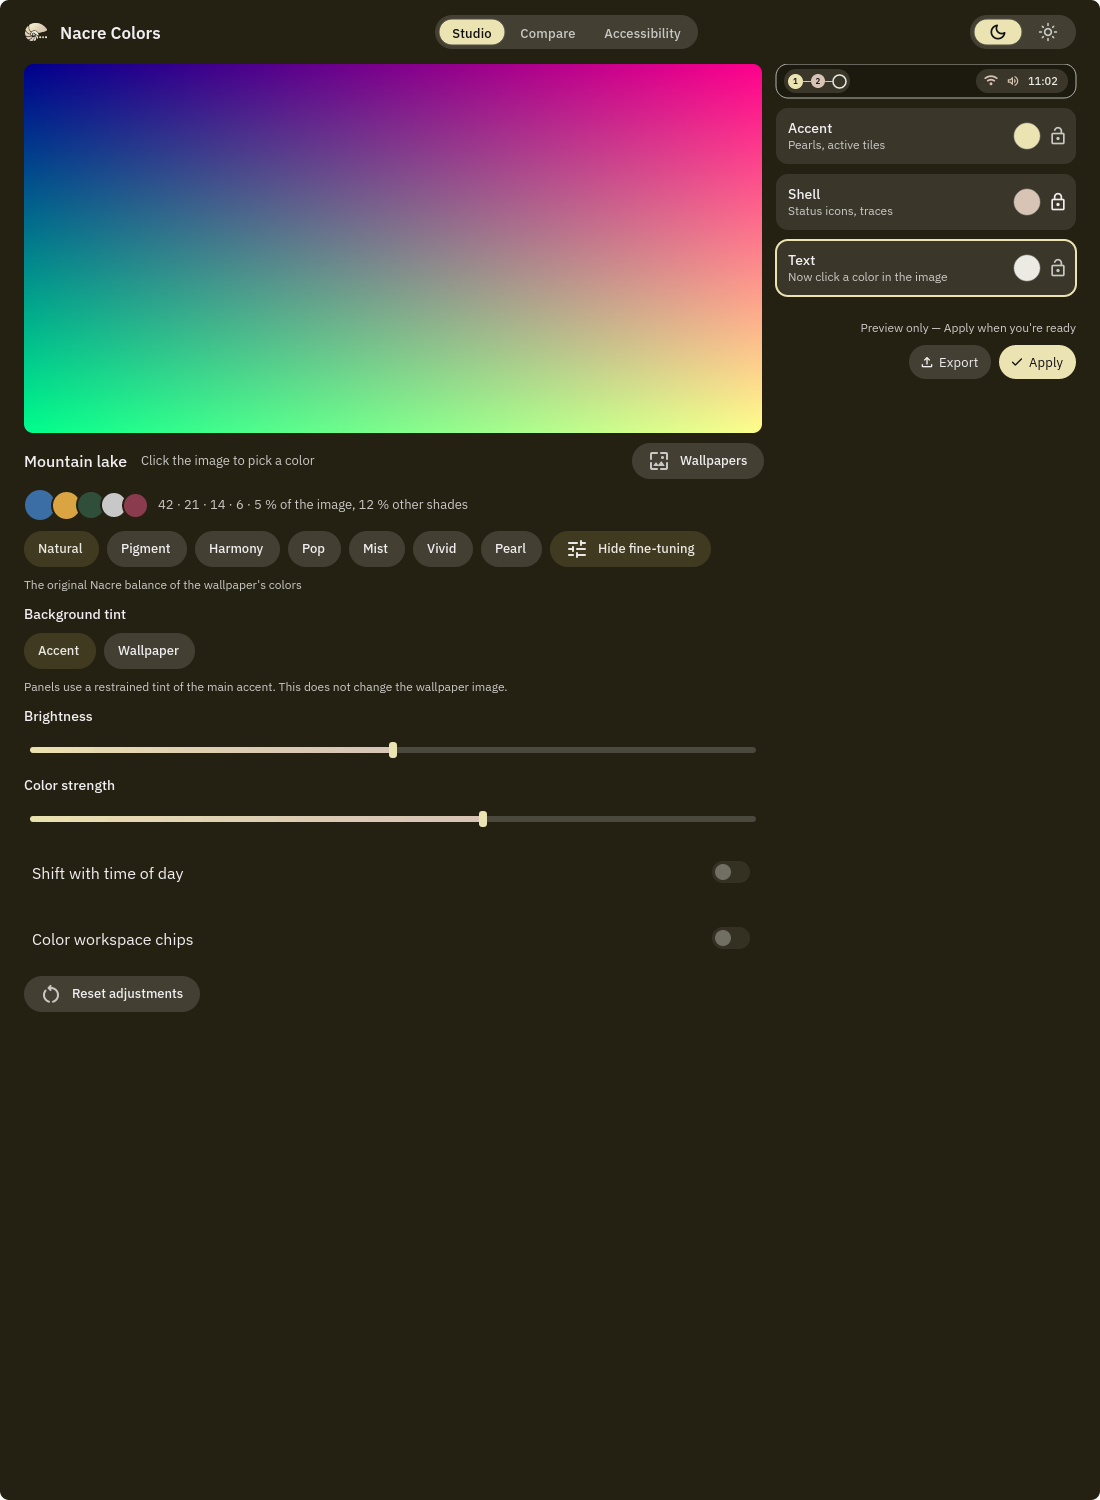 Nacre Colors
Studio Compare Accessibility
1 2 11:02
Accent
Pearls, active tiles
Shell
Status icons, traces
Text
Now click a color in the image
Preview only — Apply when you're ready
Export Apply
Mountain lake Click the image to pick a color Wallpapers
42 · 21 · 14 · 6 · 5 % of the image, 12 % other shades
Natural Pigment Harmony Pop Mist Vivid Pearl Hide fine-tuning
The original Nacre balance of the wallpaper's colors
Background tint
Accent Wallpaper
Panels use a restrained tint of the main accent. This does not change the wallpaper image.
Brightness
Color strength
Shift with time of day
Color workspace chips
Reset adjustments